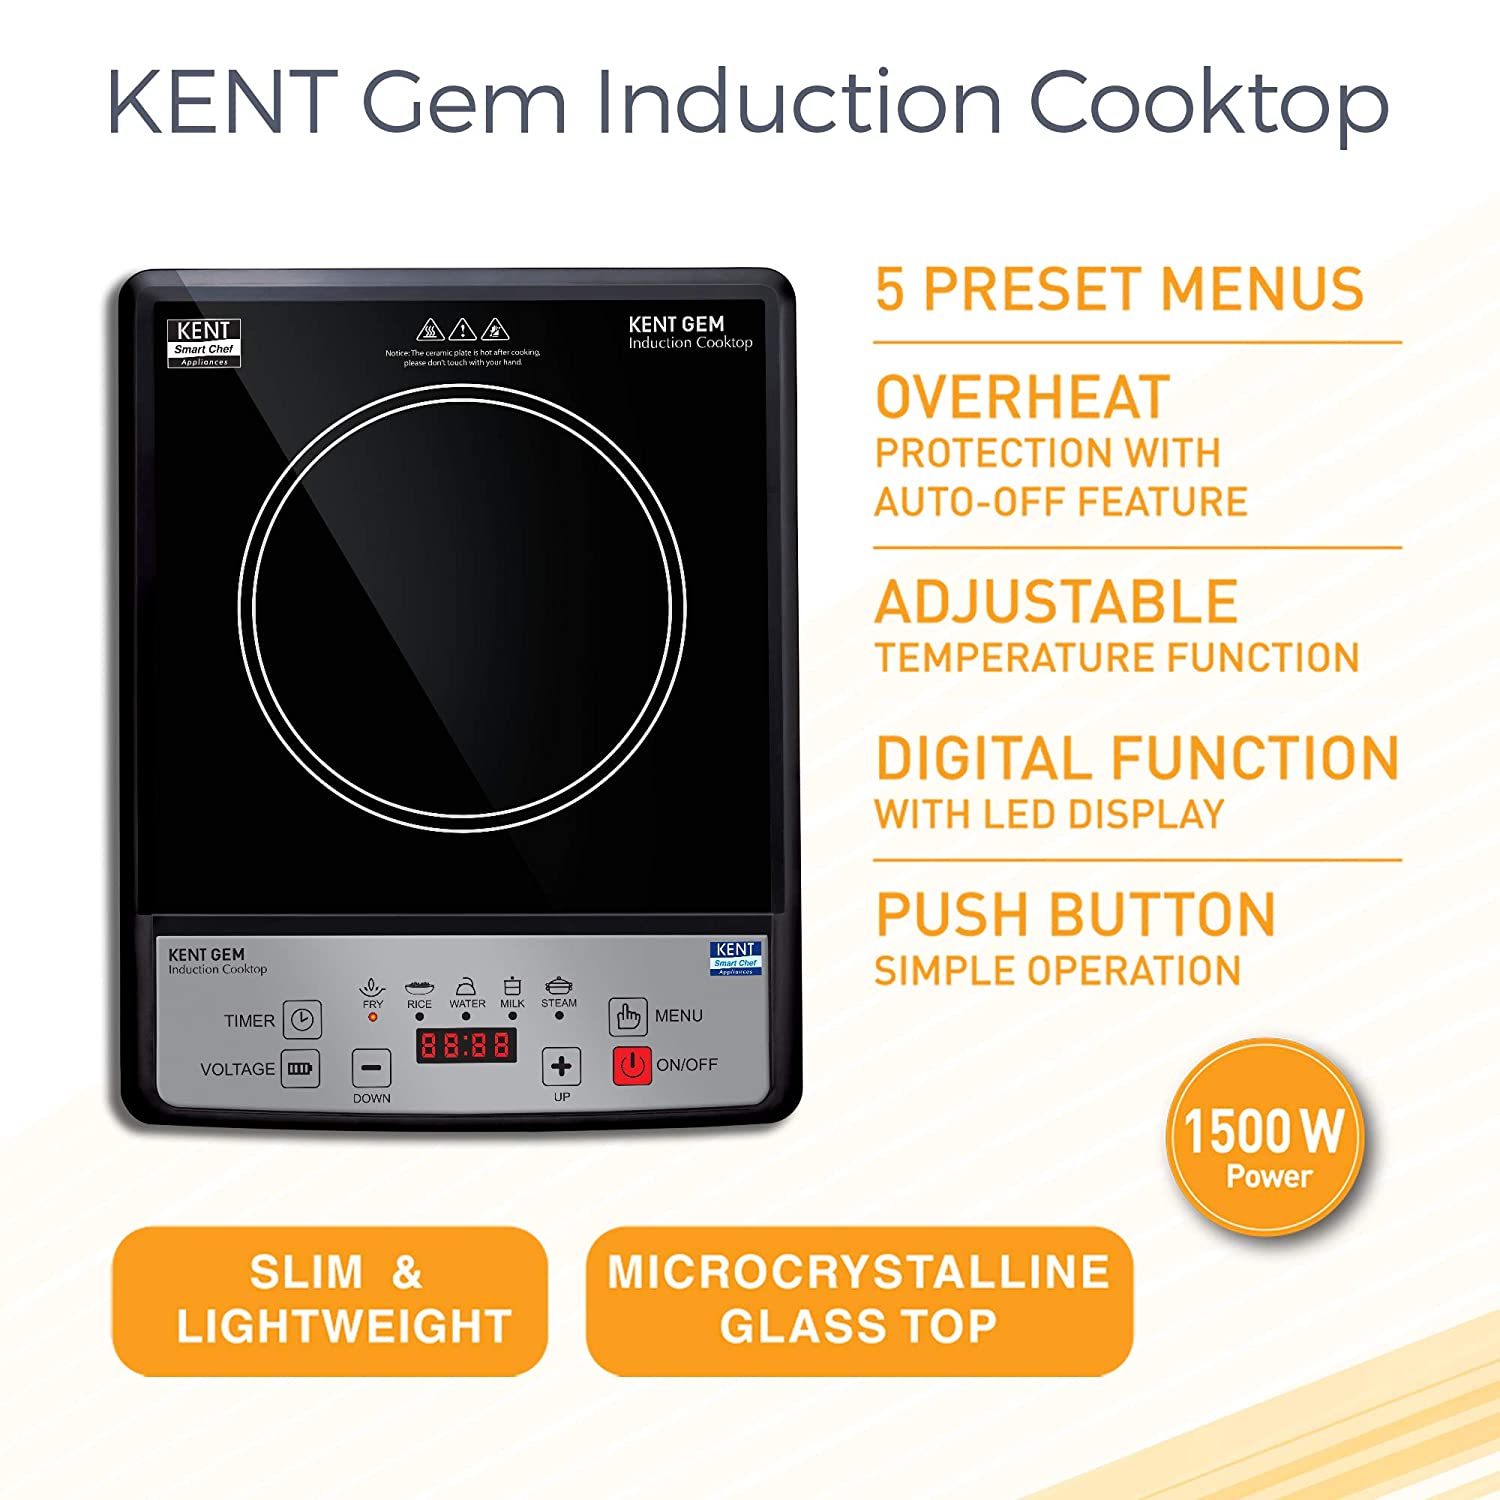 KENT Gem Induction Cooktop
KENT
Smart Chef
Appliances
Notice: The ceramic plate is hot after cooking,
please don't touch with your hand.
KENT GEM
Induction Cooktop
5 PRESET MENUS
OVERHEAT
PROTECTION WITH
AUTO-OFF FEATURE
ADJUSTABLE
TEMPERATURE FUNCTION
DIGITAL FUNCTION
WITH LED DISPLAY
PUSH BUTTON
SIMPLE OPERATION
KENT GEM
Induction Cooktop
KENT
Smart Chef
Appliances
FRY RICE WATER MILK STEAM
TIMER
MENU
88:88
VOLTAGE
ON/OFF
DOWN
UP
1500 W
Power
SLIM & 
LIGHTWEIGHT
MICROCRYSTALLINE
GLASS TOP